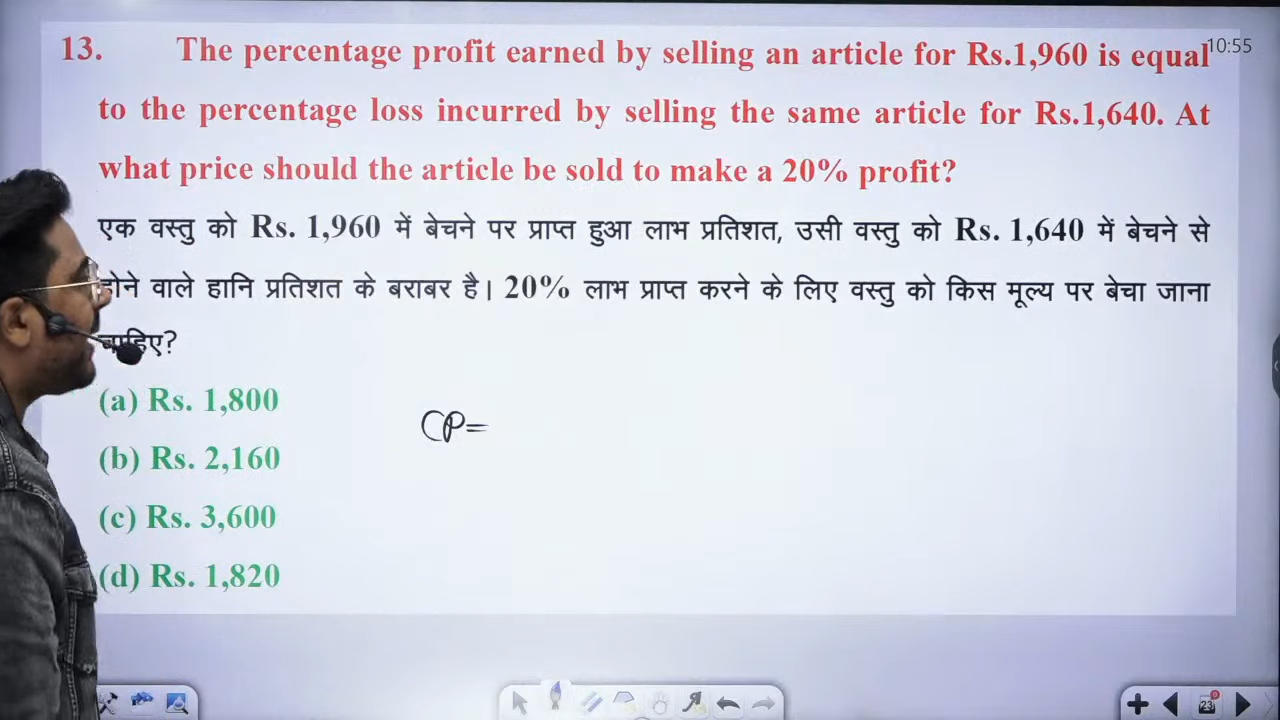 10:55
13. The percentage profit earned by selling an article for Rs.1,960 is equal
to the percentage loss incurred by selling the same article for Rs.1,640. At
what price should the article be sold to make a 20% profit?
एक वस्तु को Rs. 1,960 में बेचने पर प्राप्त हुआ लाभ प्रतिशत, उसी वस्तु को Rs. 1,640 में बेचने से
होने वाले हानि प्रतिशत के बराबर है। 20% लाभ प्राप्त करने के लिए वस्तु को किस मूल्य पर बेचा जाना
चाहिए?
(a) Rs. 1,800
CP=
(b) Rs. 2,160
(c) Rs. 3,600
(d) Rs. 1,820
23